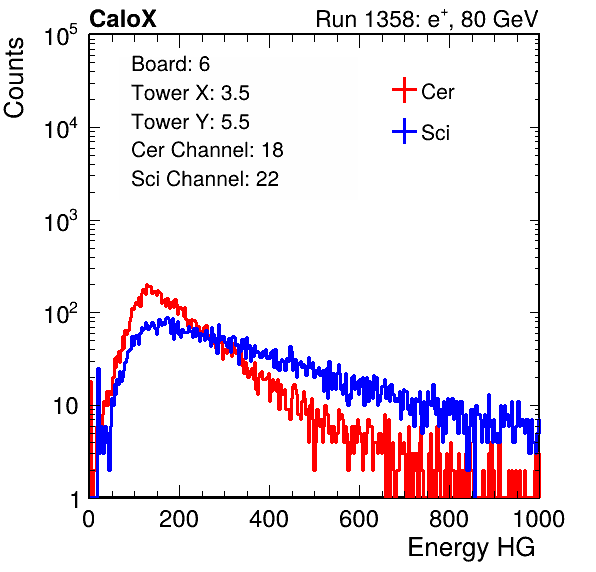 CaloX Run 1358: e⁺, 80 GeV
Counts
10⁵
10⁴
10³
10²
10
1
Board: 6
Tower X: 3.5
Tower Y: 5.5
Cer Channel: 18
Sci Channel: 22
Cer
Sci
0 200 400 600 800 1000
Energy HG